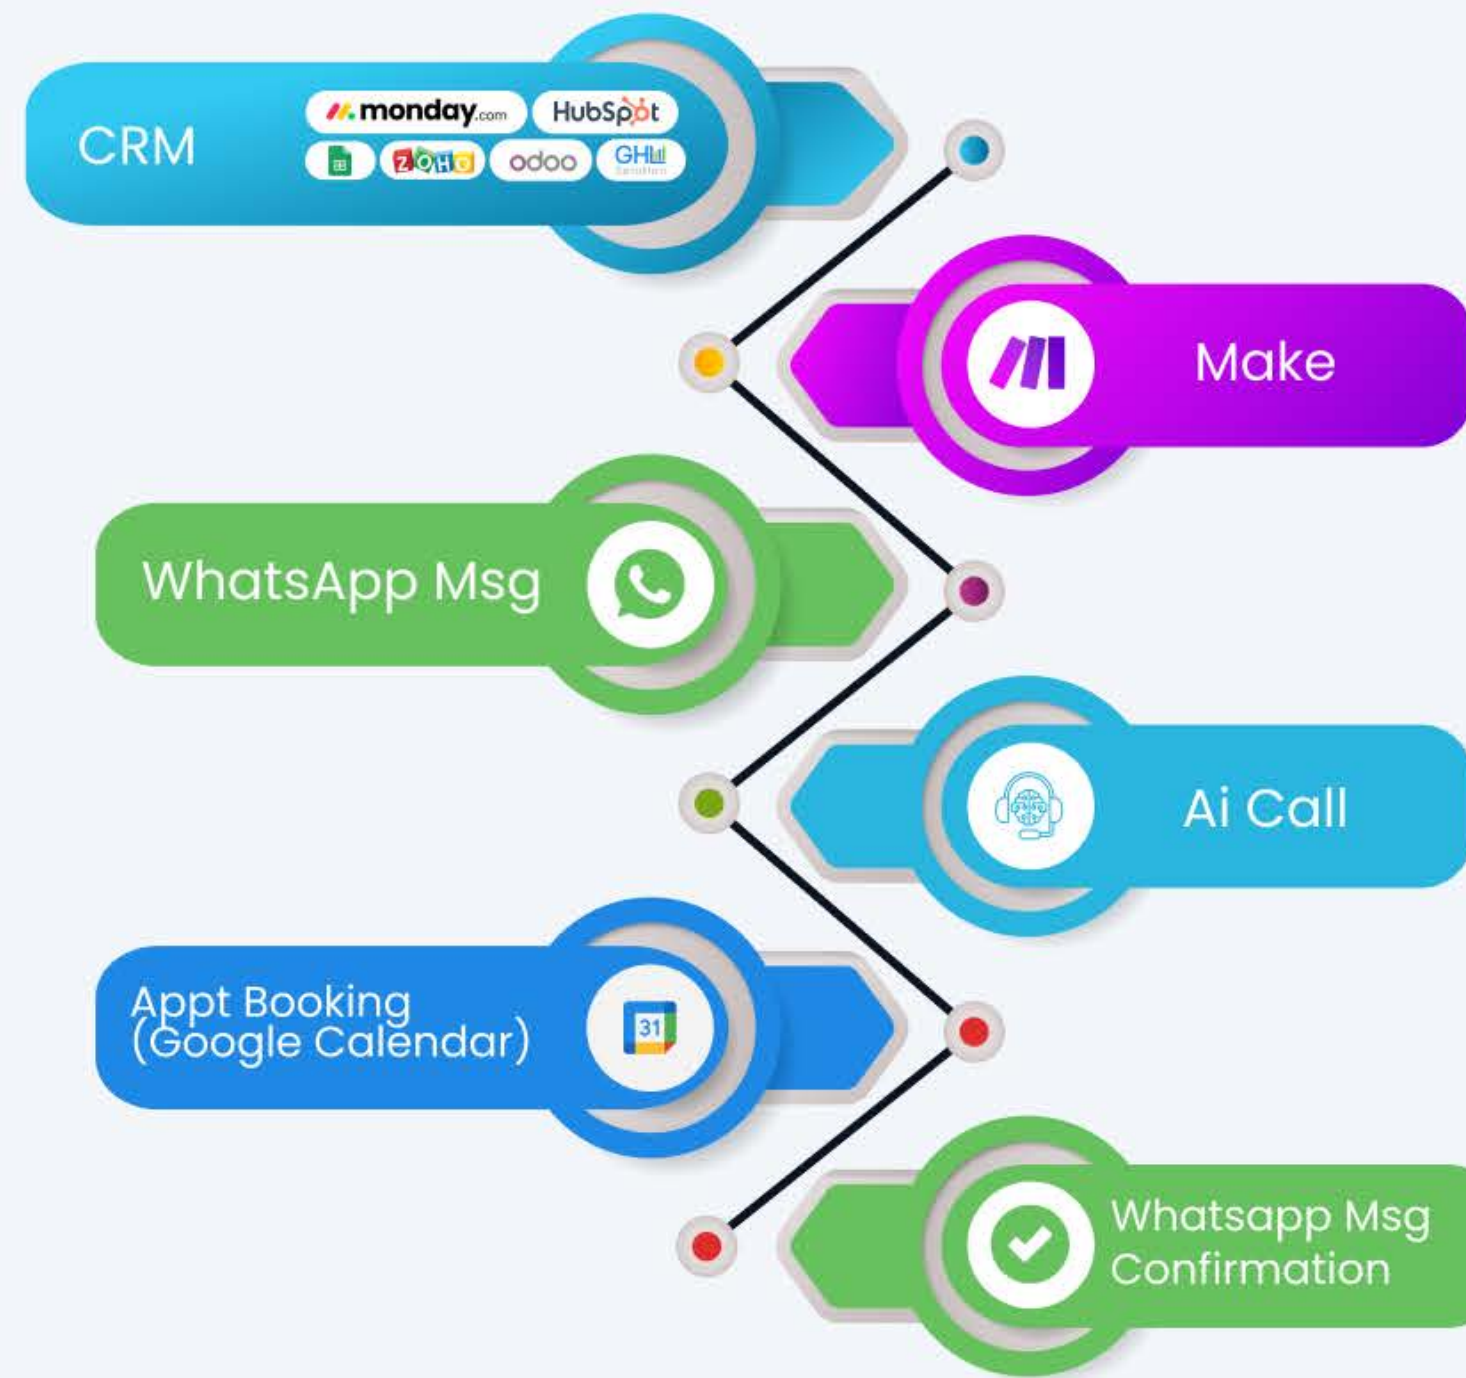 CRM
monday.com HubSpot
ZOHO odoo GHL
Make
WhatsApp Msg
Ai Call
Appt Booking
(Google Calendar)
31
Whatsapp Msg
Confirmation